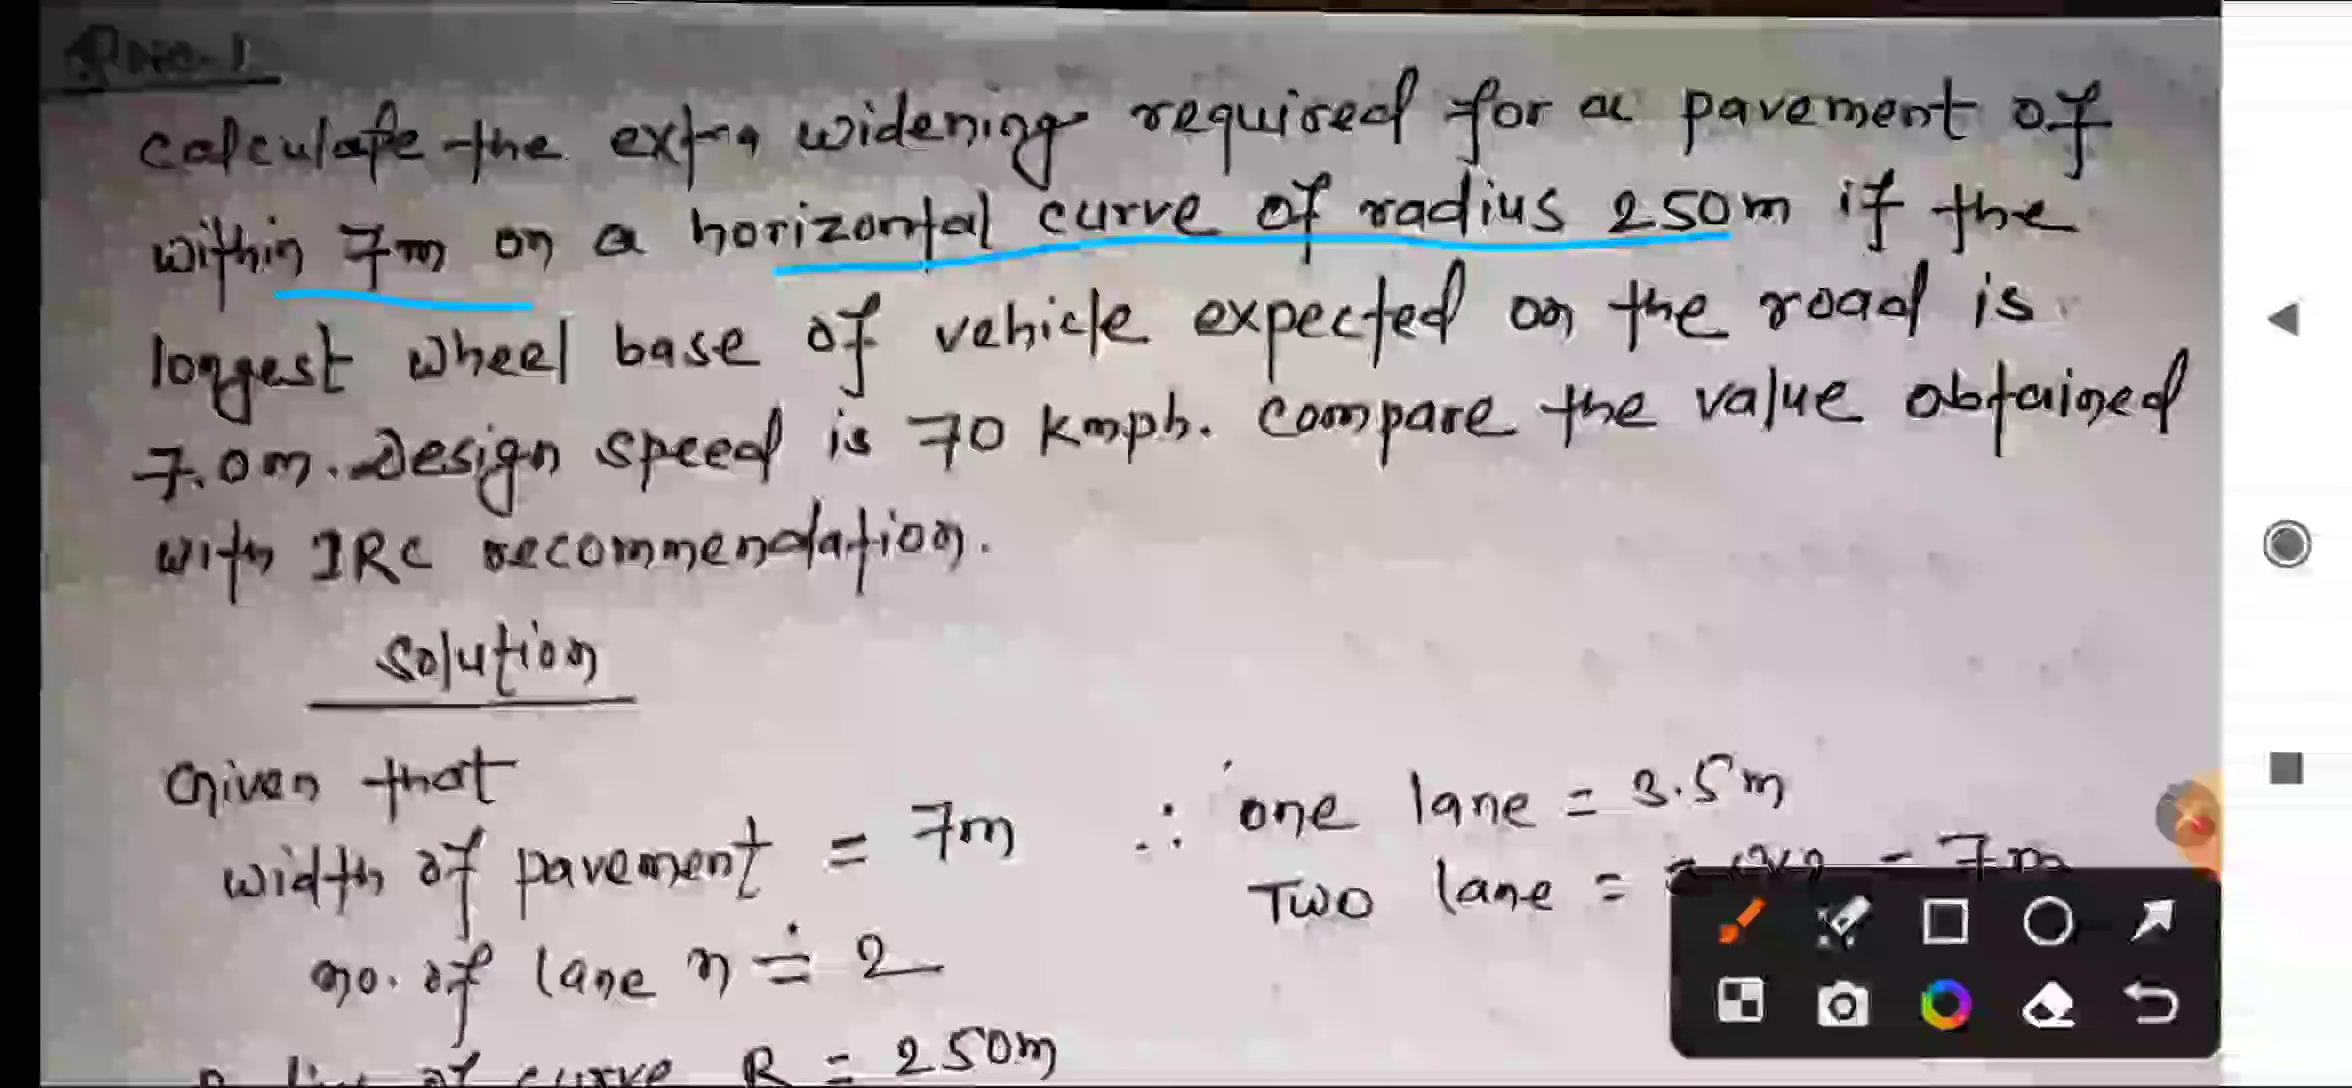 calculate the extra widening required for a pavement of
within 7m on a horizontal curve of radius 250m if the
longest wheel base of vehicle expected on the road is
7.0m. Design speed is 70 kmph. compare the value obtained
with IRC recommendation.
solution
Given that
width of pavement = 7m ∴ one lane = 3.5m
no. of lane n = 2 Two lane = - 7m
of curve R = 250m